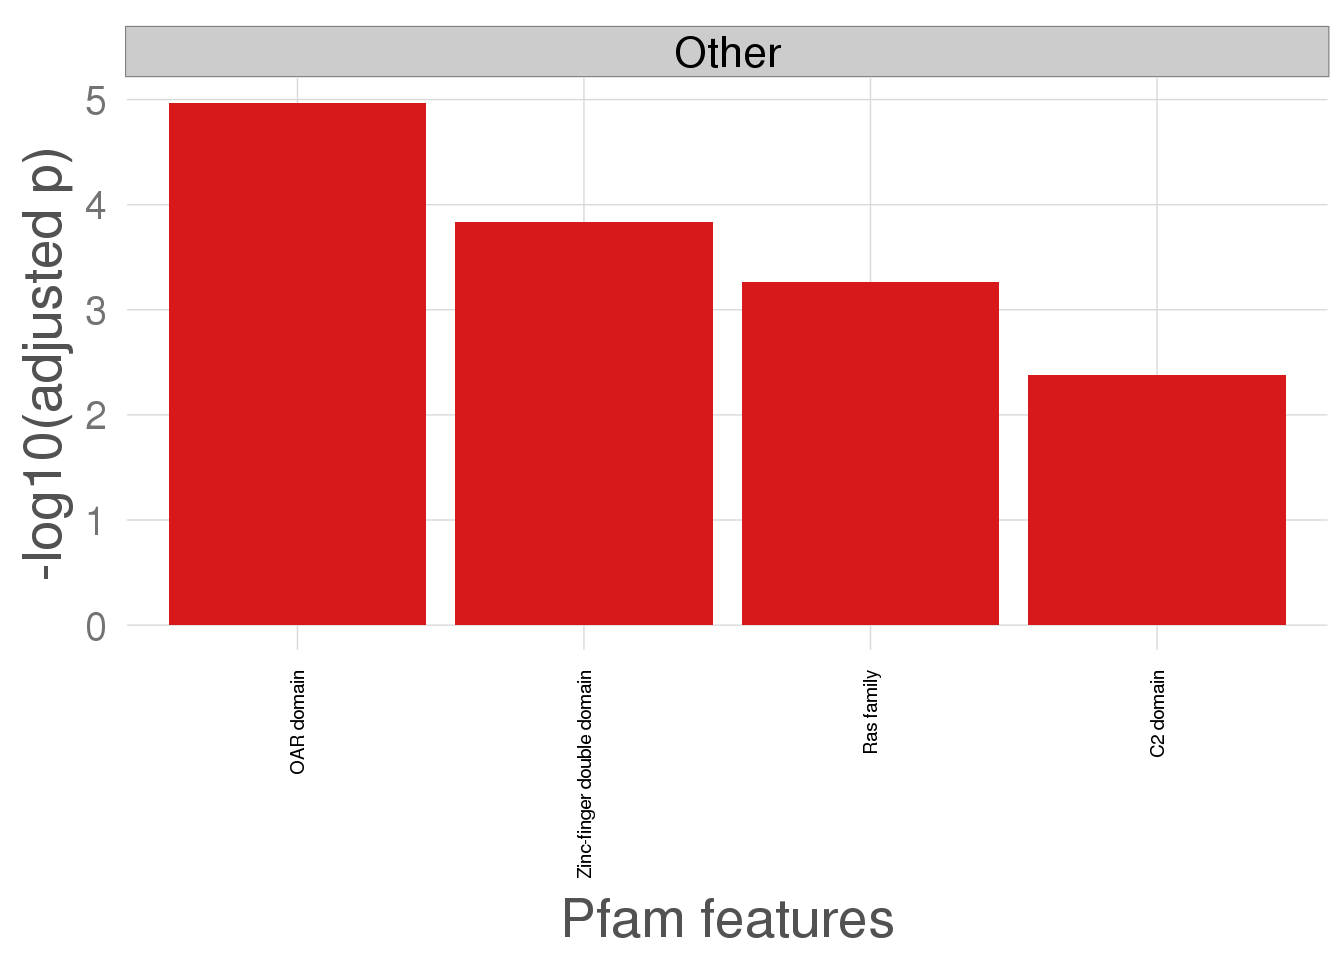 Other
-log10(adjusted p)
5
4
3
2
1
0
OAR domain
Zinc-finger double domain
Ras family
C2 domain
Pfam features